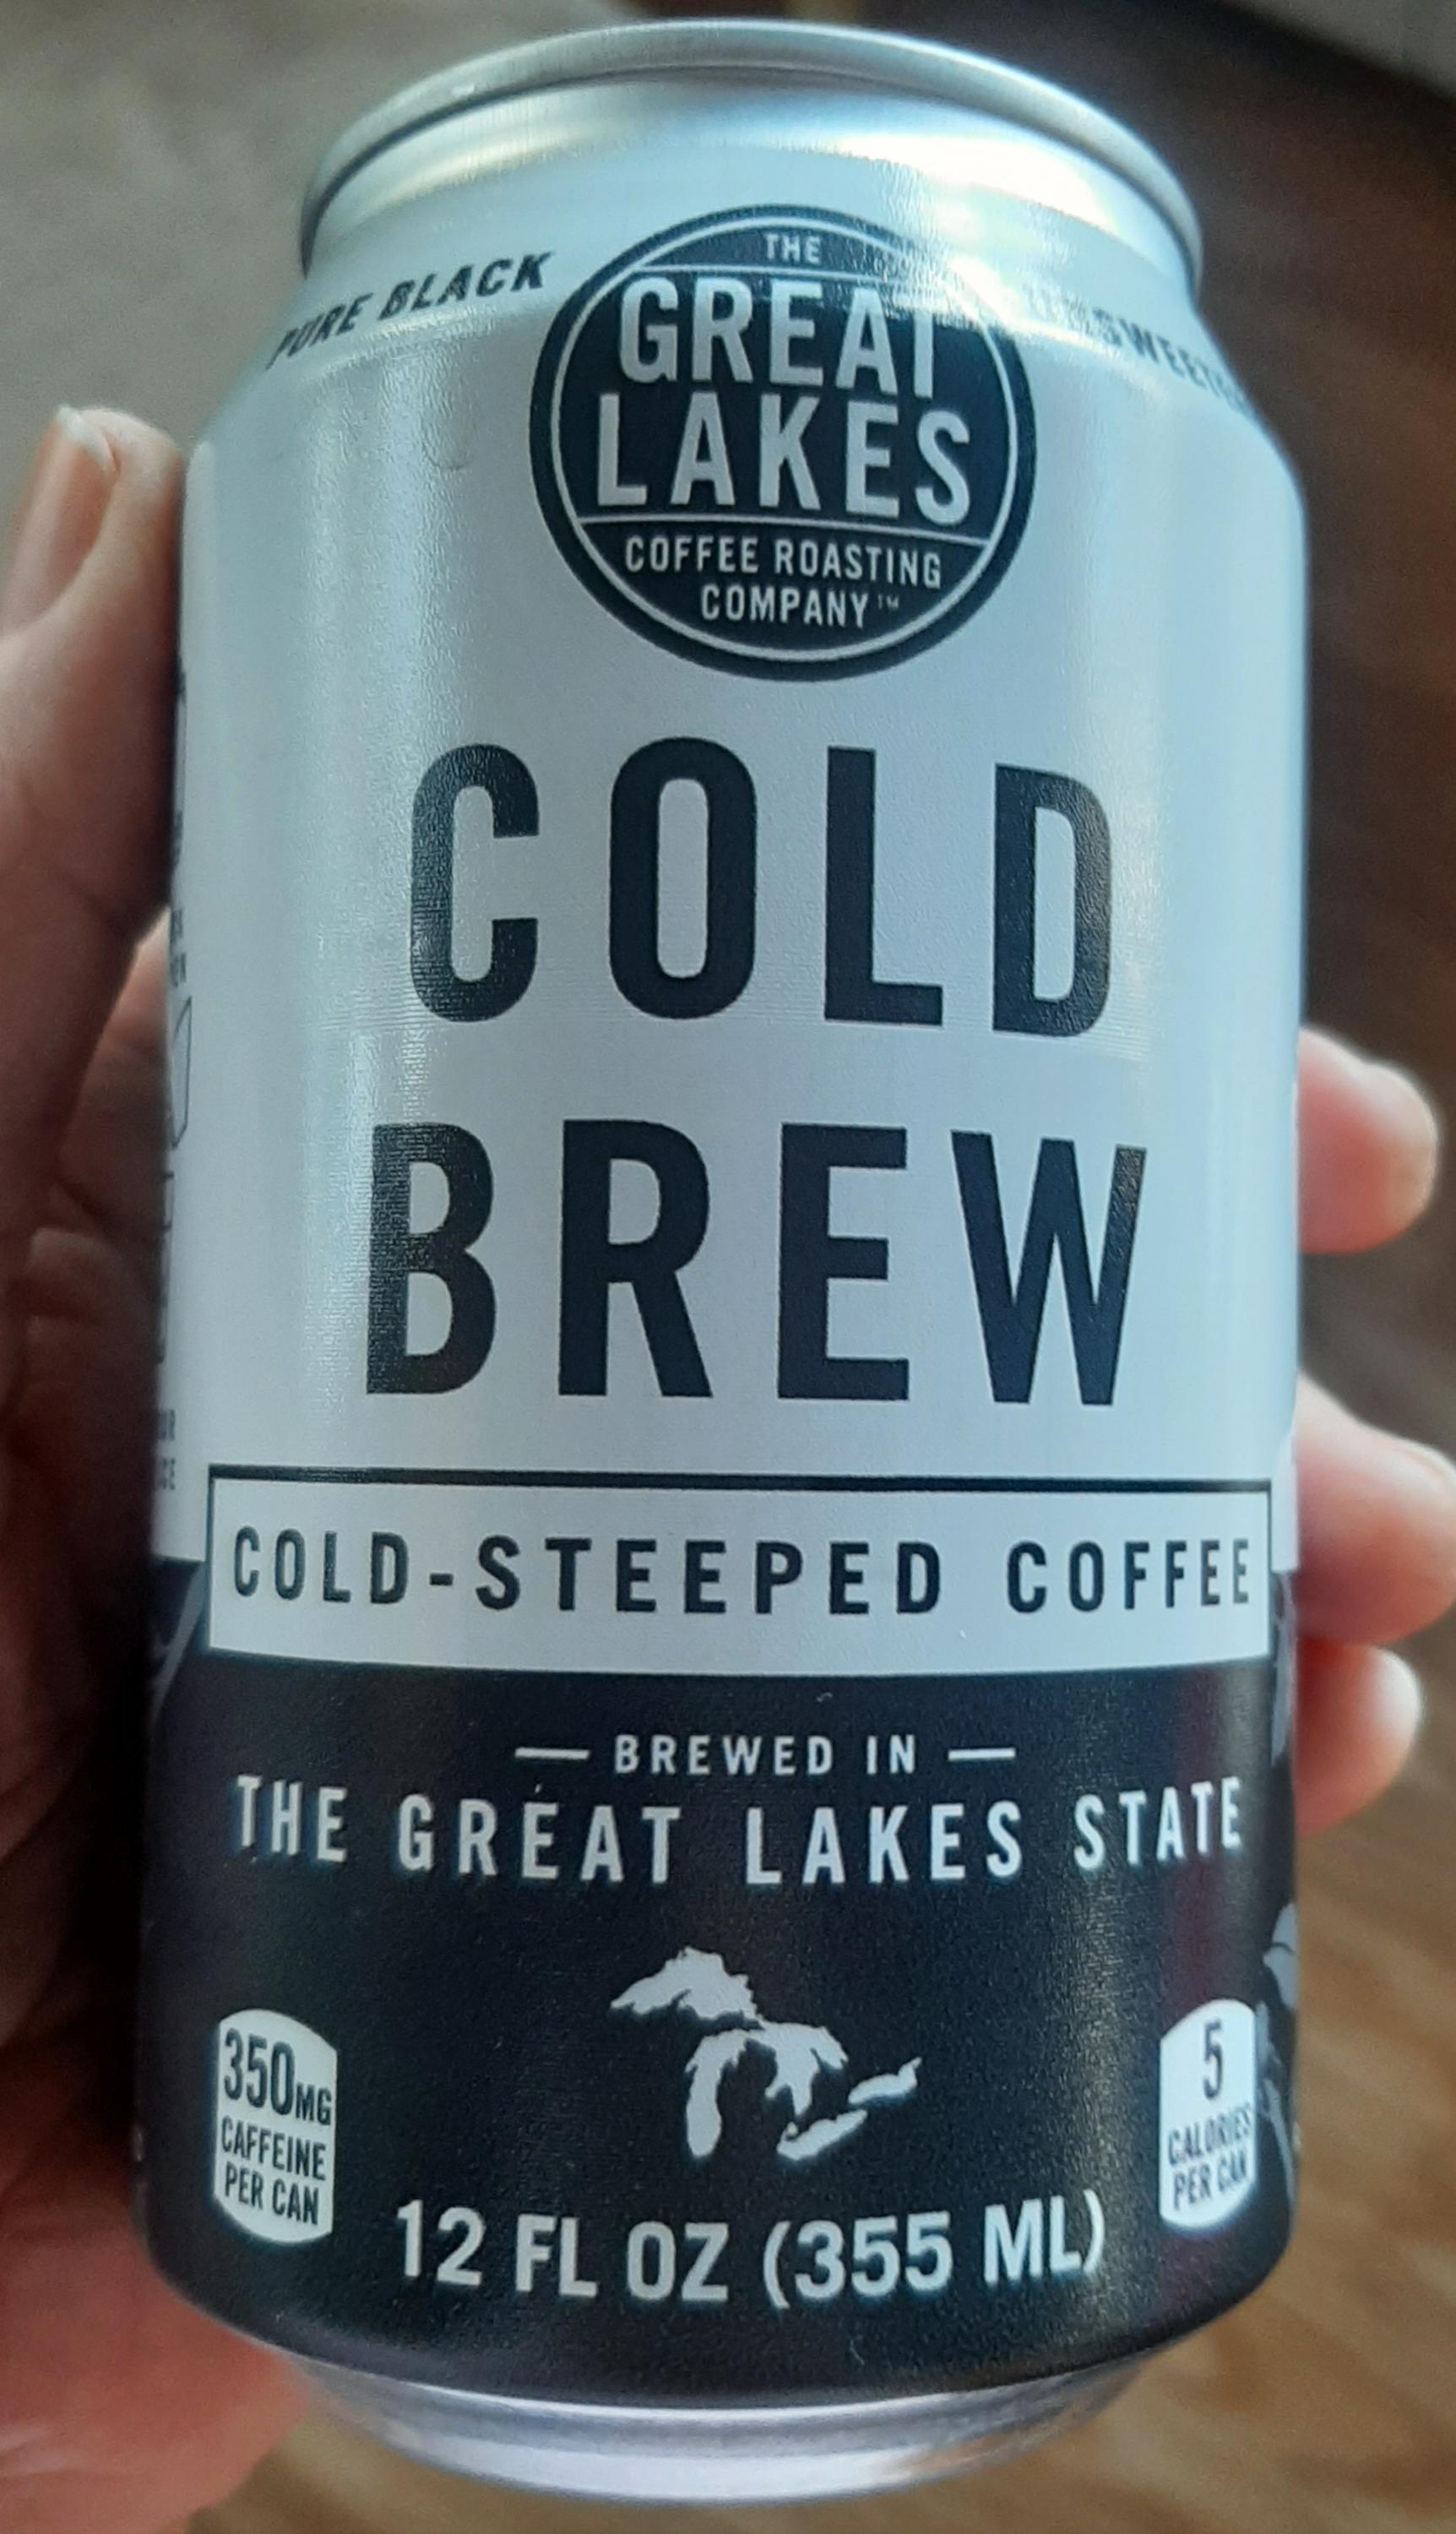 PURE BLACK
THE
GREAT
LAKES
COFFEE ROASTING
COMPANY™
COLD
BREW
COLD-STEEPED COFFEE
BREWED IN
THE GREAT LAKES STATE
350MG
CAFFEINE
PER CAN
5
CALORIES
PER CAN
12 FL OZ (355 ML)